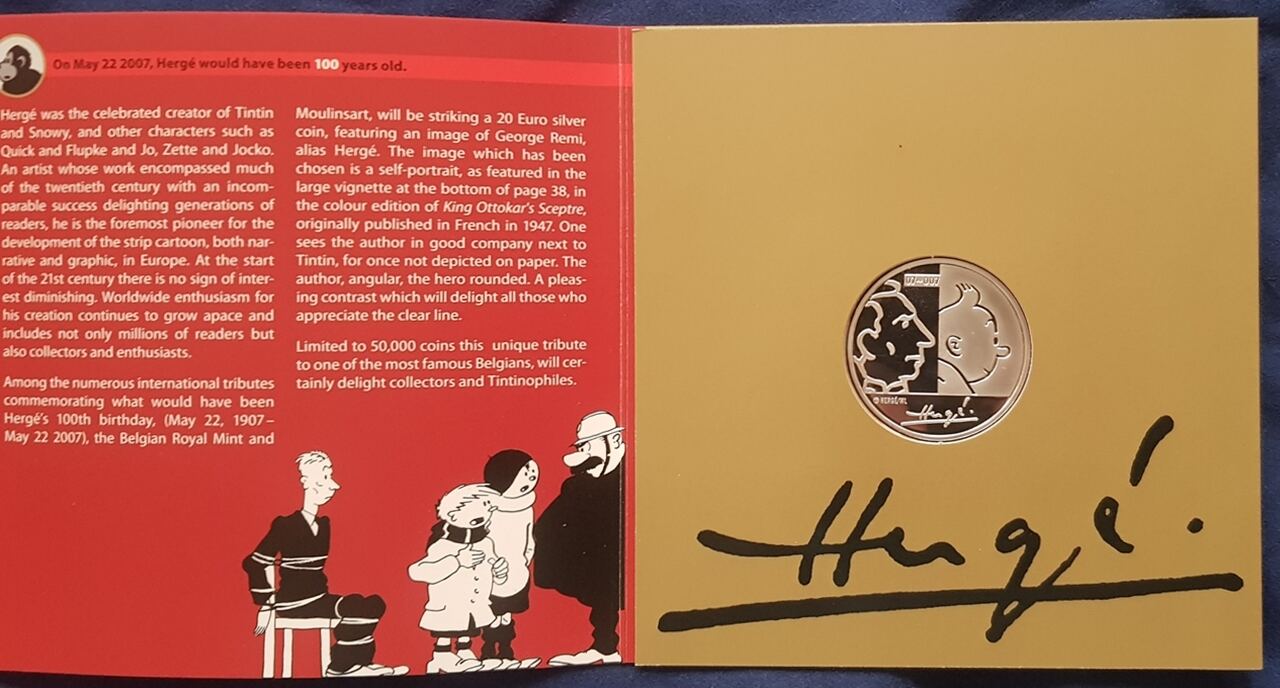 On May 22 2007, Hergé would have been 100 years old.
Hergé was the celebrated creator of Tintin
and Snowy, and other characters such as
Quick and Flupke and Jo, Zette and Jocko.
An artist whose work encompassed much
of the twentieth century with an incom-
parable success delighting generations of
readers, he is the foremost pioneer for the
development of the strip cartoon, both nar-
rative and graphic, in Europe. At the start
of the 21st century there is no sign of inter-
est diminishing. Worldwide enthusiasm for
his creation continues to grow apace and
includes not only millions of readers but
also collectors and enthusiasts.
Among the numerous international tributes
commemorating what would have been
Hergé's 100th birthday, (May 22, 1907–
May 22 2007), the Belgian Royal Mint and
Moulinsart, will be striking a 20 Euro silver
coin, featuring an image of George Remi,
alias Hergé. The image which has been
chosen is a self-portrait, as featured in the
large vignette at the bottom of page 38, in
the colour edition of King Ottokar's Sceptre,
originally published in French in 1947. One
sees the author in good company next to
Tintin, for once not depicted on paper. The
author, angular, the hero rounded. A pleas-
ing contrast which will delight all those who
appreciate the clear line.
Limited to 50,000 coins this unique tribute
to one of the most famous Belgians, will cer-
tainly delight collectors and Tintinophiles.
© HERGÉ/ML
Hergé.
Hergé.